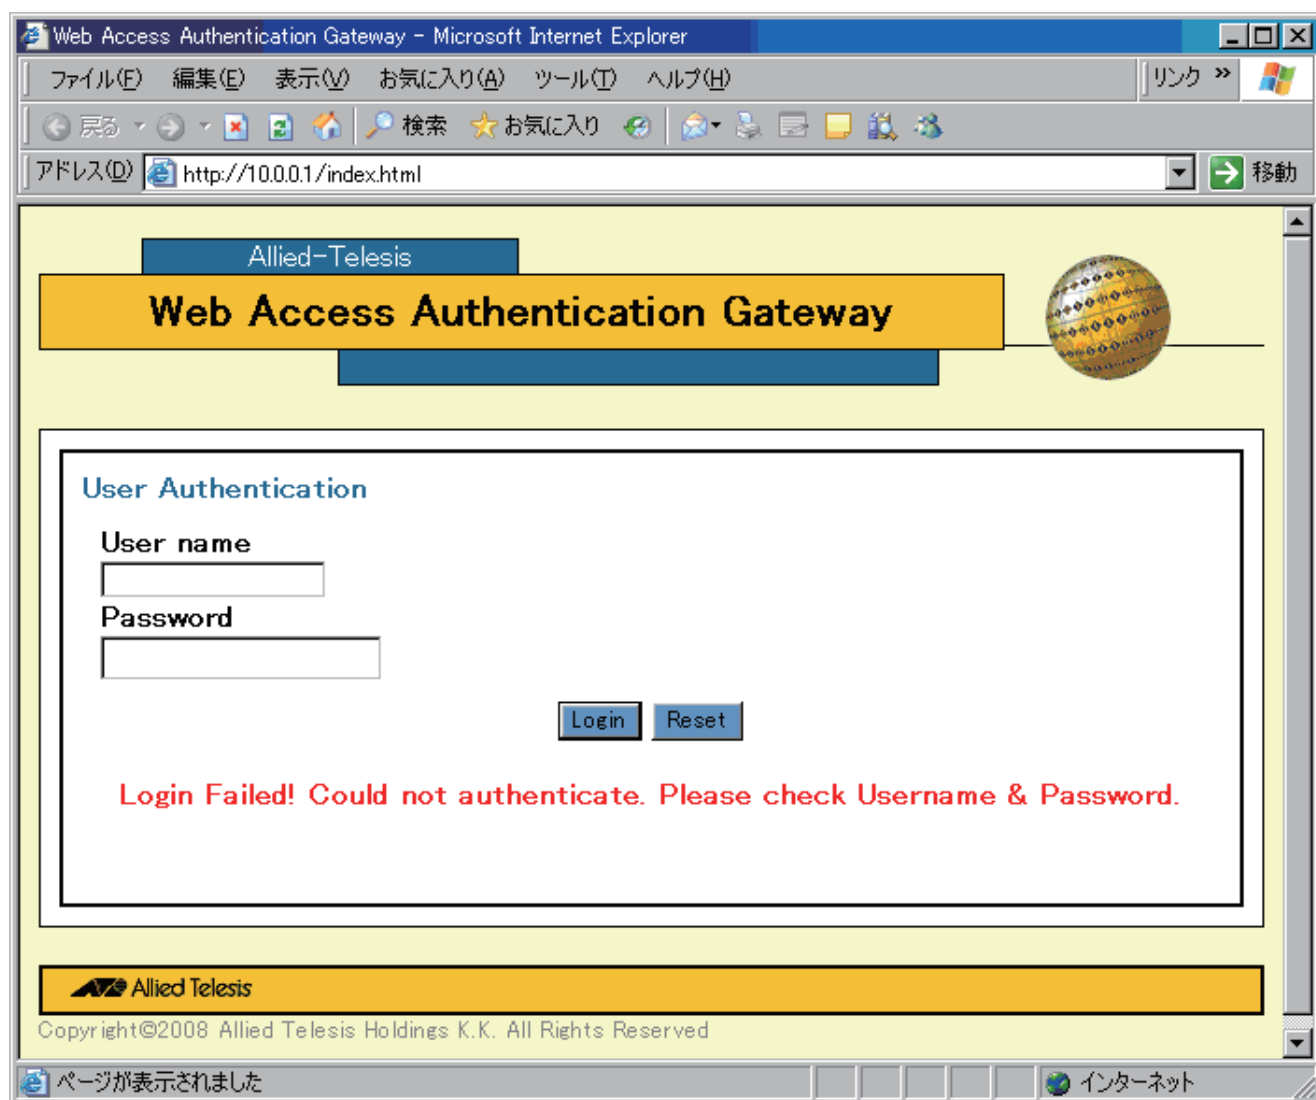 Web Access Authentication Gateway - Microsoft Internet Explorer
ファイル(F) 編集(E) 表示(V) お気に入り(A) ツール(T) ヘルプ(H) リンク »
戻る 検索 お気に入り
アドレス(D) http://10.0.0.1/index.html 移動
Allied-Telesis
Web Access Authentication Gateway
User Authentication
User name
Password
Login Reset
Login Failed! Could not authenticate. Please check Username & Password.
Allied Telesis
Copyright©2008 Allied Telesis Holdings K.K. All Rights Reserved
ページが表示されました インターネット